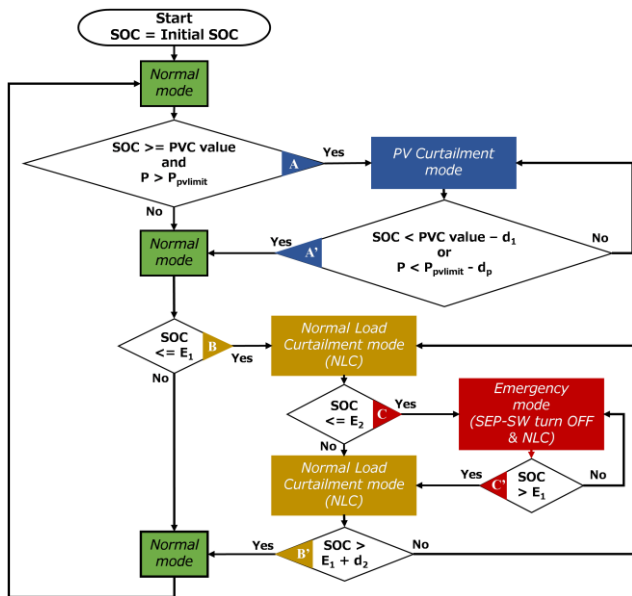 Start
SOC = Initial SOC
Normal
mode
SOC >= PVC value
and
P > Ppvlimit
A
Yes
PV Curtailment
mode
No
Normal
mode
Yes
A'
SOC < PVC value – d1
or
P < Ppvlimit - dp
No
SOC
<= E1
B
Yes
Normal Load
Curtailment mode
(NLC)
No
SOC
<= E2
C
Yes
Emergency
mode
(SEP-SW turn OFF
& NLC)
No
Normal Load
Curtailment mode
(NLC)
Yes
C'
SOC
> E1
No
Normal
mode
Yes
B'
SOC >
E1 + d2
No